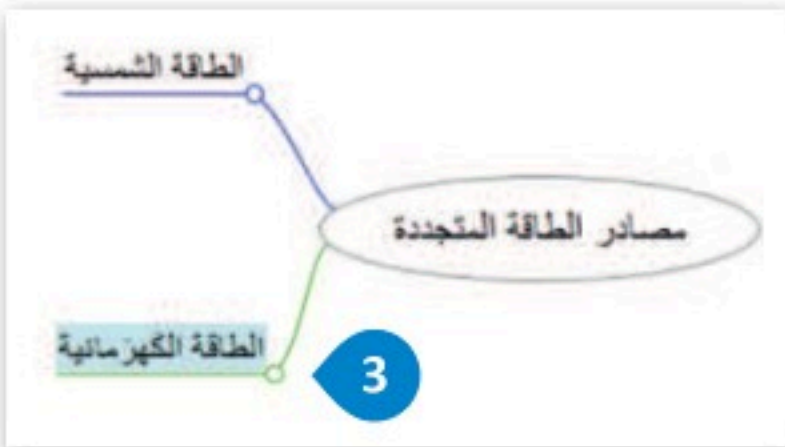 الطاقة الشمسية
مصادر الطاقة المتجددة
الطاقة الكهرمائية
3